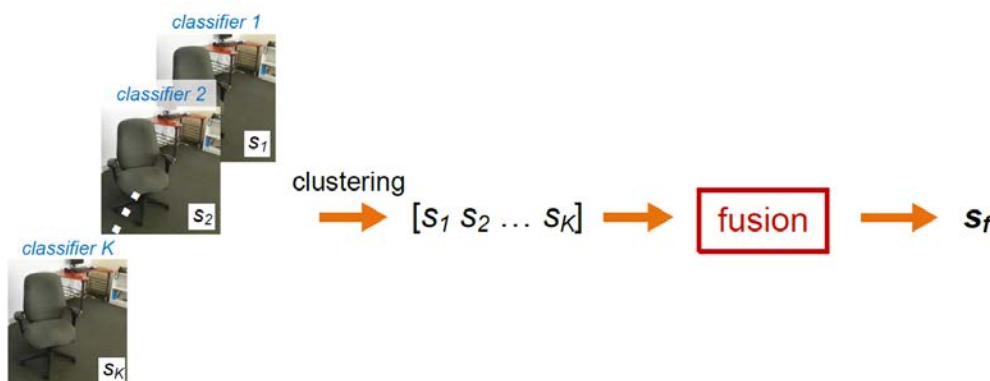 classifier 1
s1
classifier 2
s2
classifier K
sK
clustering
[s1 s2 … sK]
fusion
sf